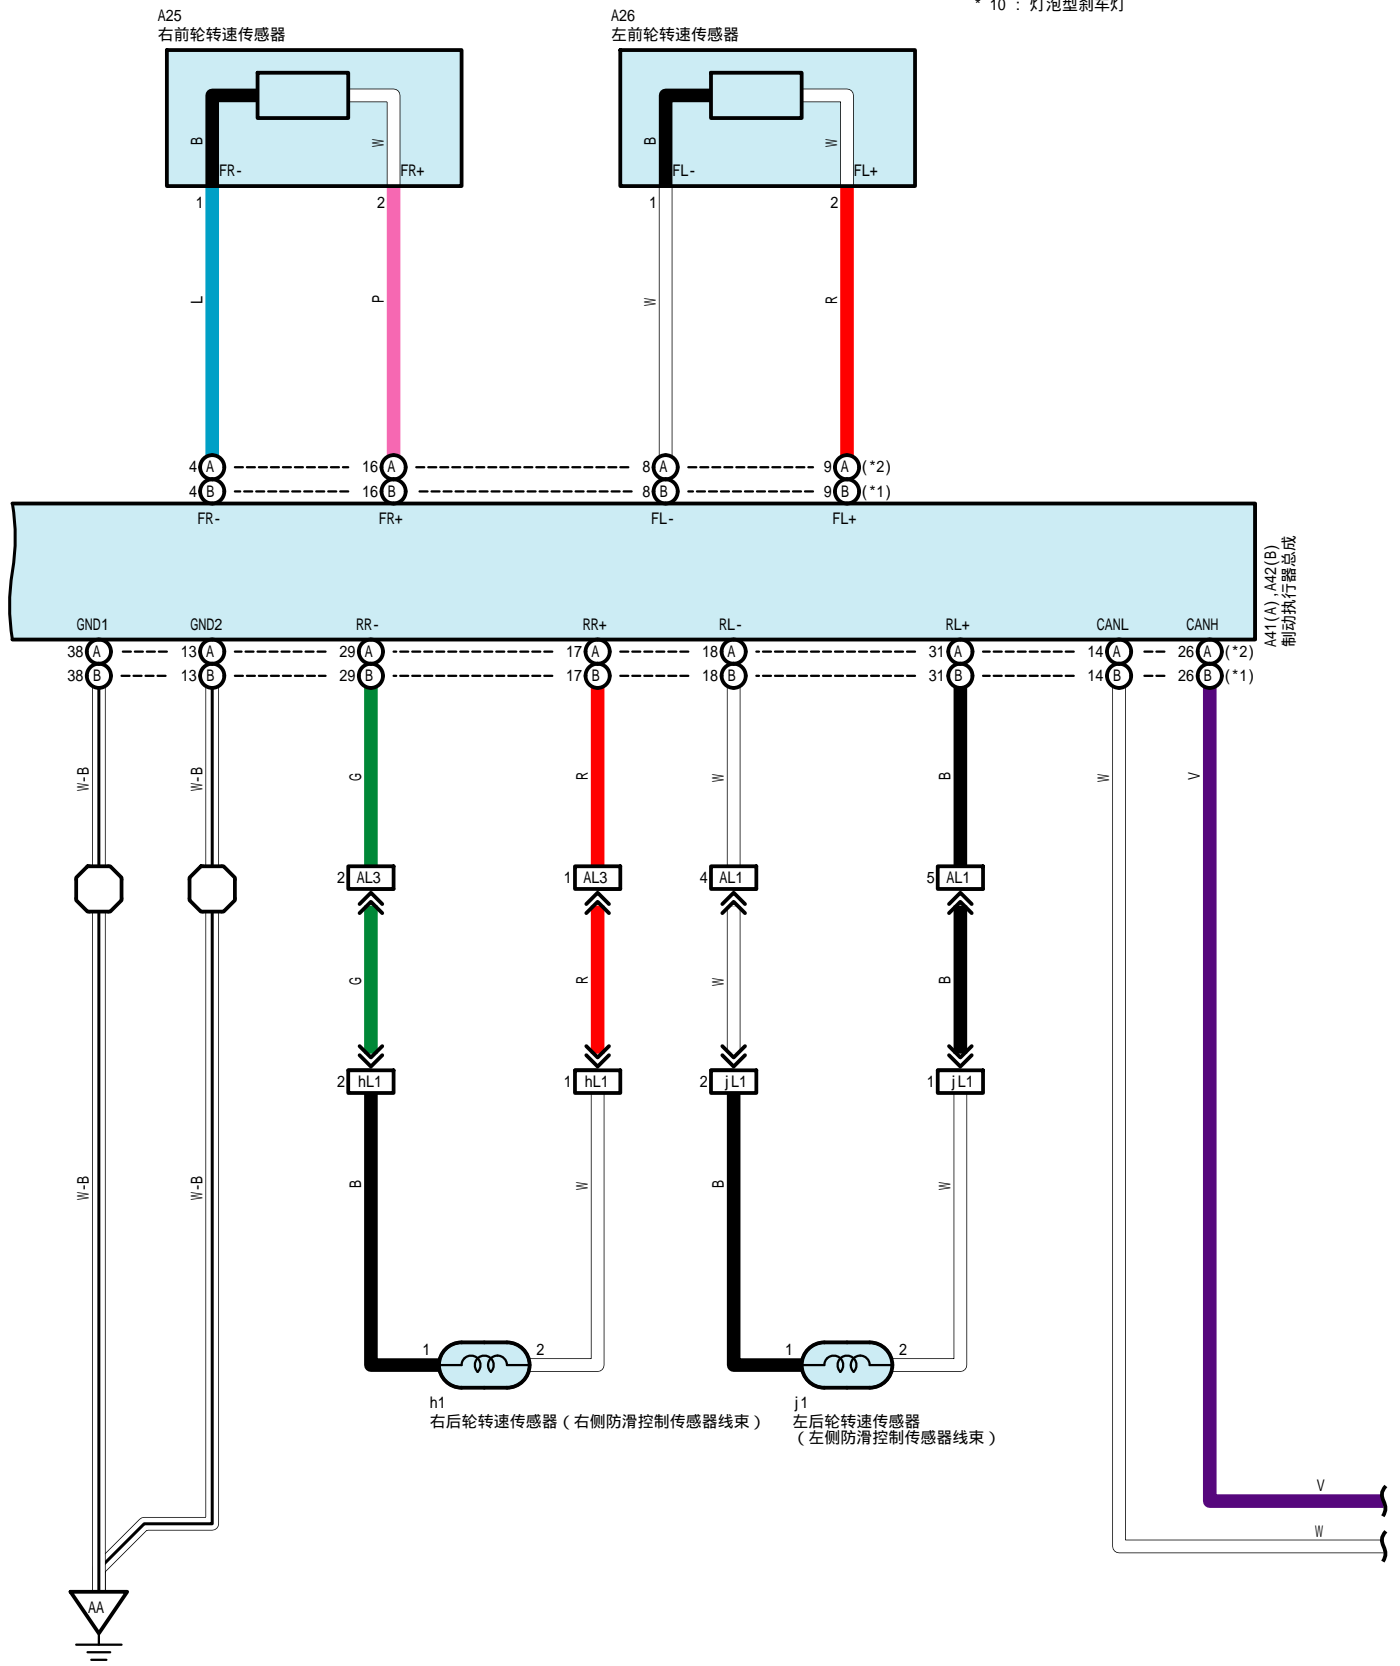 * 10 : 灯泡型刹车灯
A25
右前轮转速传感器
A26
左前轮转速传感器
B W B W
FR- FR+ FL- FL+
1 2 1 2
L P W R
4 A 16 A 8 A 9 A (*2)
4 B 16 B 8 B 9 B (*1)
FR- FR+ FL- FL+
A41(A),A42(B)
制动执行器总成
GND1 GND2 RR- RR+ RL- RL+ CANL CANH
38 A 13 A 29 A 17 A 18 A 31 A 14 A 26 A (*2)
38 B 13 B 29 B 17 B 18 B 31 B 14 B 26 B (*1)
W-B W-B G R W B W V
2 AL3 1 AL3 4 AL1 5 AL1
G R W B
2 hL1 1 hL1 2 jL1 1 jL1
W-B W-B B W B W
1 2 1 2
h1
右后轮转速传感器（右侧防滑控制传感器线束）
j1
左后轮转速传感器
（左侧防滑控制传感器线束）
V
W
AA